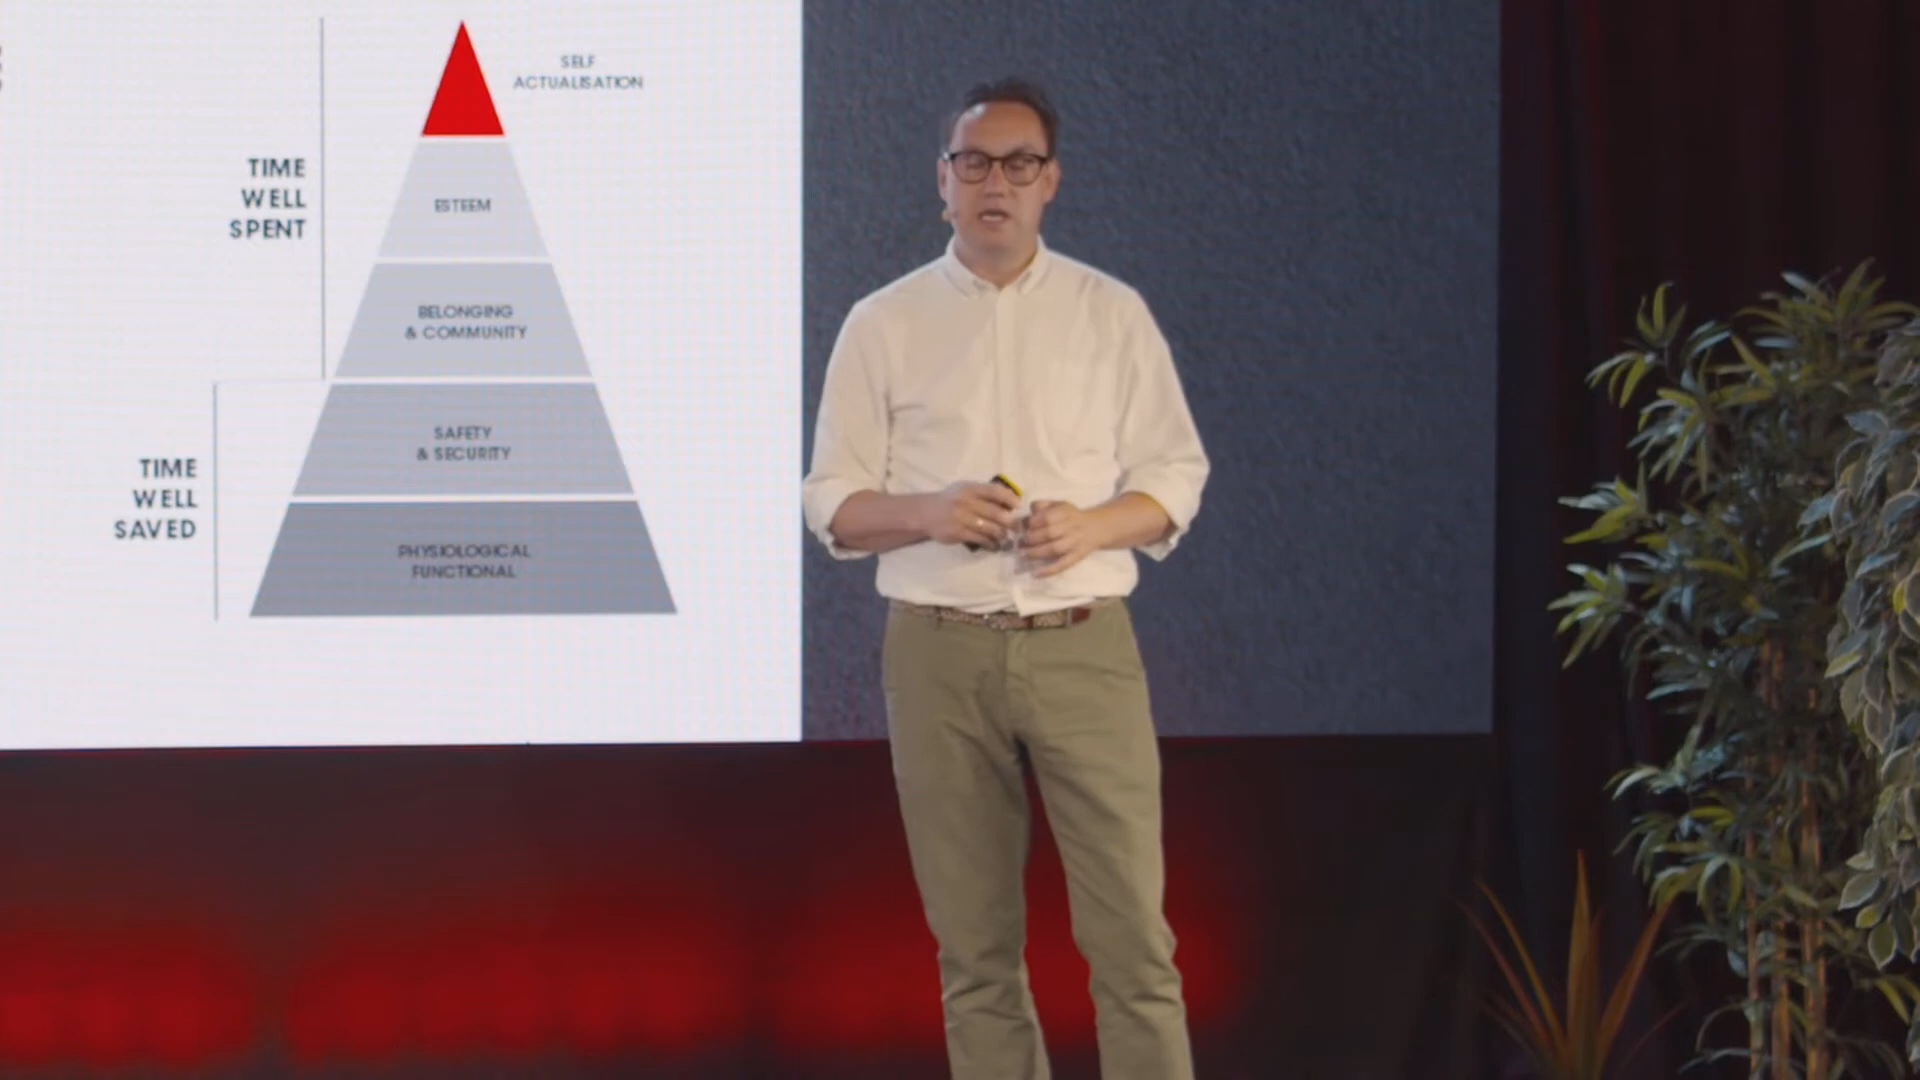 SELF
ACTUALISATION
TIME
WELL
SPENT
ESTEEM
BELONGING
& COMMUNITY
SAFETY
& SECURITY
TIME
WELL
SAVED
PHYSIOLOGICAL
FUNCTIONAL